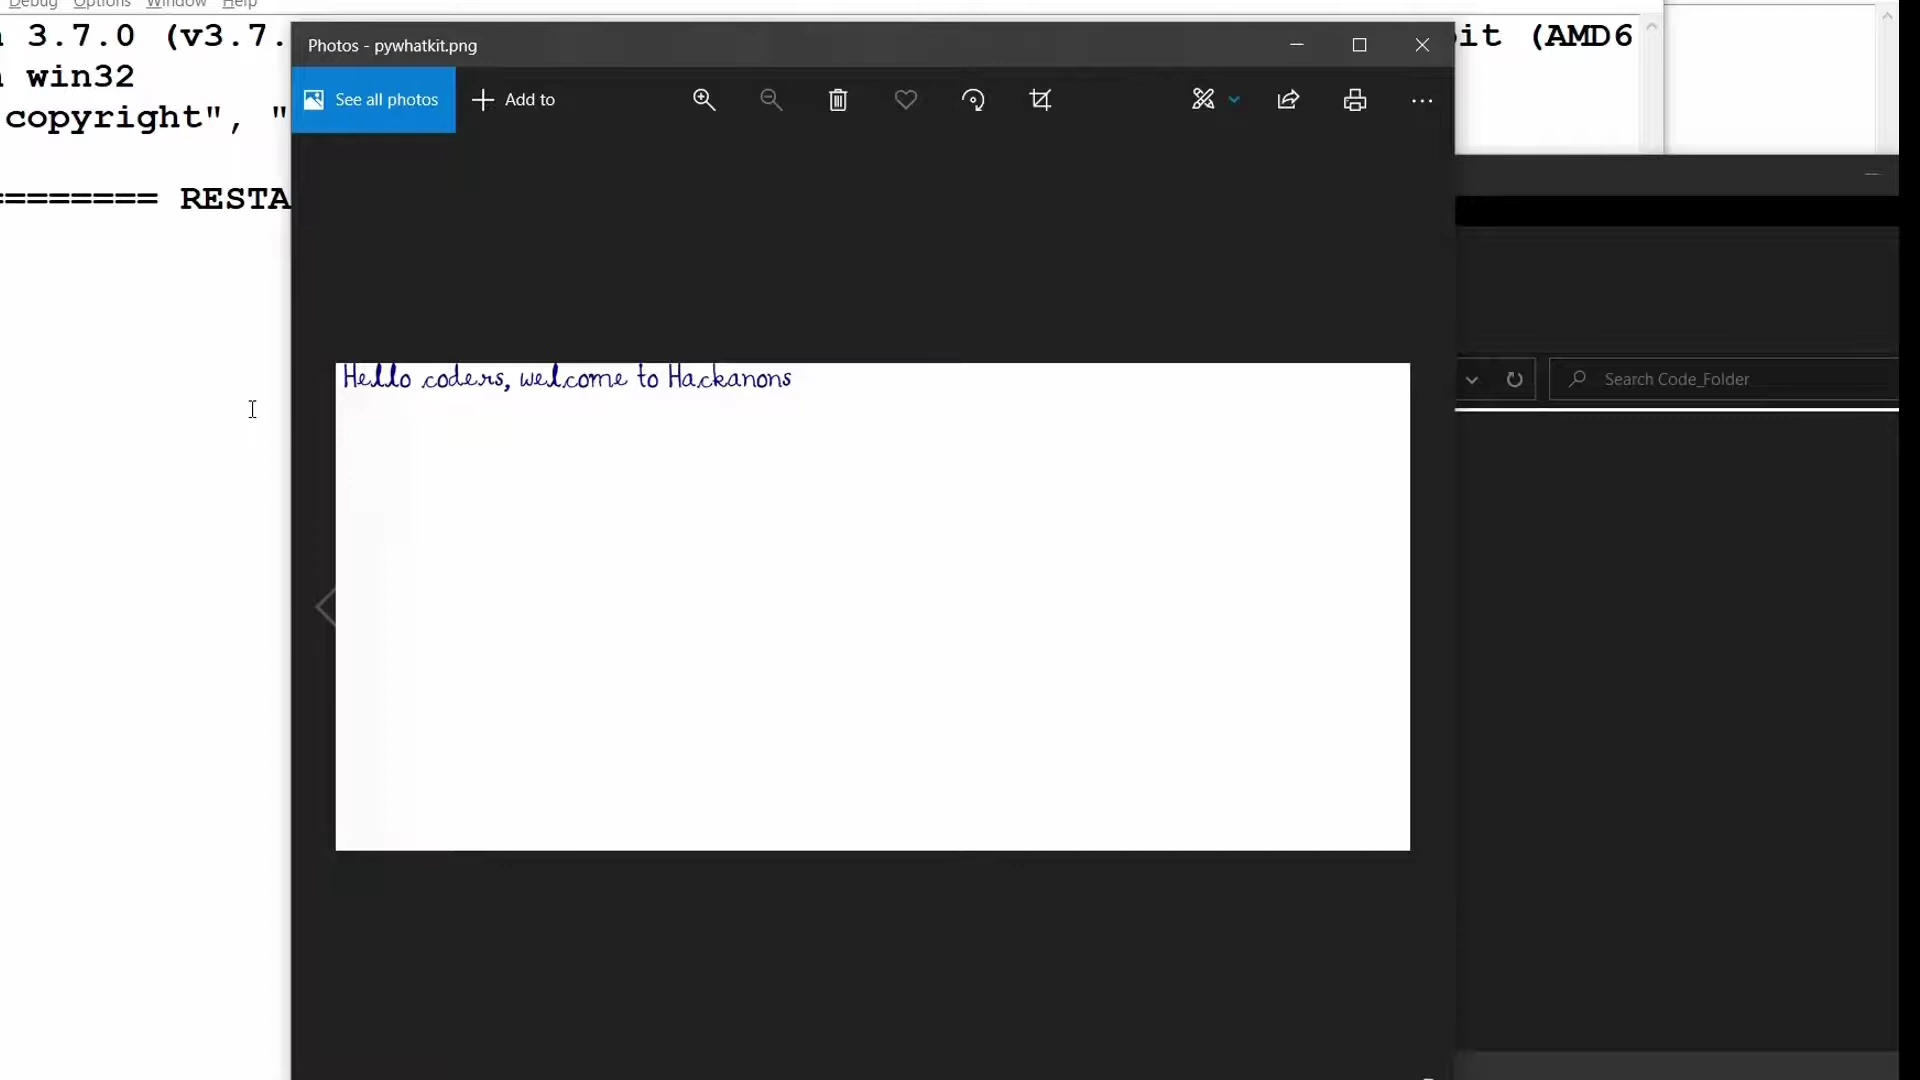 Debug Options Window Help
3.7.0 (v3.7.
bit (AMD6
win32
copyright", "
======== RESTA
Photos - pywhatkit.png
See all photos
Add to
Hello coders, welcome to Hackanons
Search Code_Folder